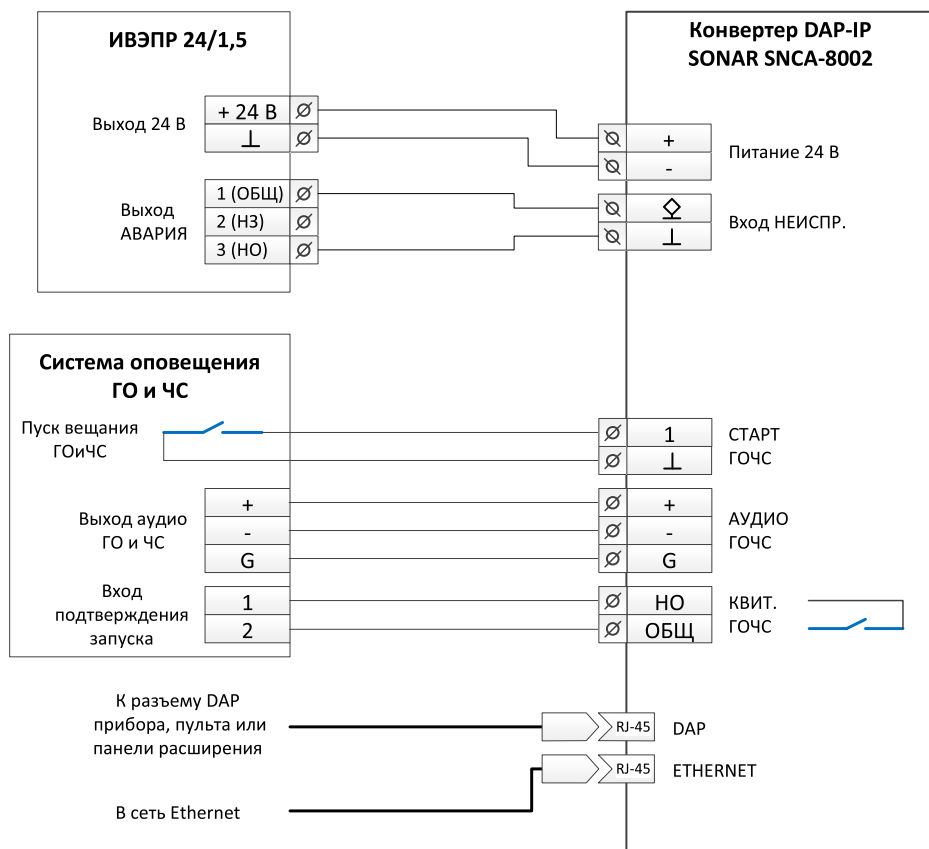 ИВЭПР 24/1,5
Выход 24 В
+ 24 В
⊥
Выход
АВАРИЯ
1 (ОБЩ)
2 (НЗ)
3 (НО)
Конвертер DAP-IP
SONAR SNCA-8002
+
-
Питание 24 В
⊥
Вход НЕИСПР.
Система оповещения
ГО и ЧС
Пуск вещания
ГОиЧС
1
⊥
СТАРТ
ГОЧС
Выход аудио
ГО и ЧС
+
-
G
+
-
G
АУДИО
ГОЧС
Вход
подтверждения
запуска
1
2
НО
ОБЩ
КВИТ.
ГОЧС
К разъему DAP
прибора, пульта или
панели расширения
RJ-45
DAP
RJ-45
ETHERNET
В сеть Ethernet